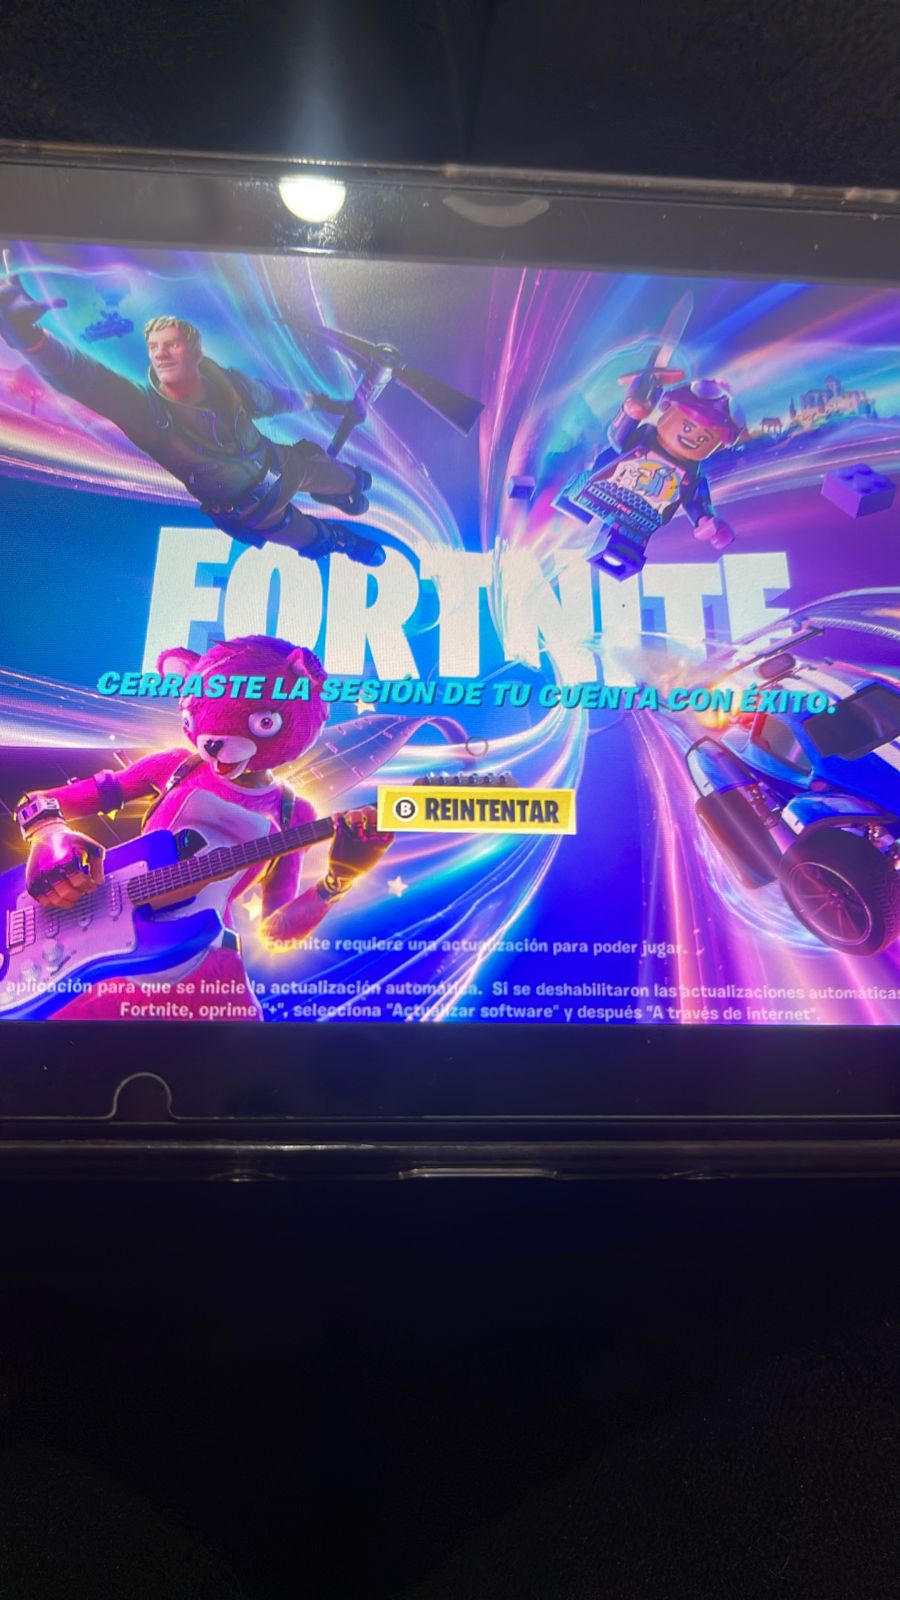 FORTNITE
CERRASTE LA SESIÓN DE TU CUENTA CON ÉXITO.
B REINTENTAR
Fortnite requiere una actualización para poder jugar.
aplicación para que se inicie la actualización automática. Si se deshabilitaron las actualizaciones automáticas
Fortnite, oprime "+", selecciona "Actualizar software" y después "A través de internet".